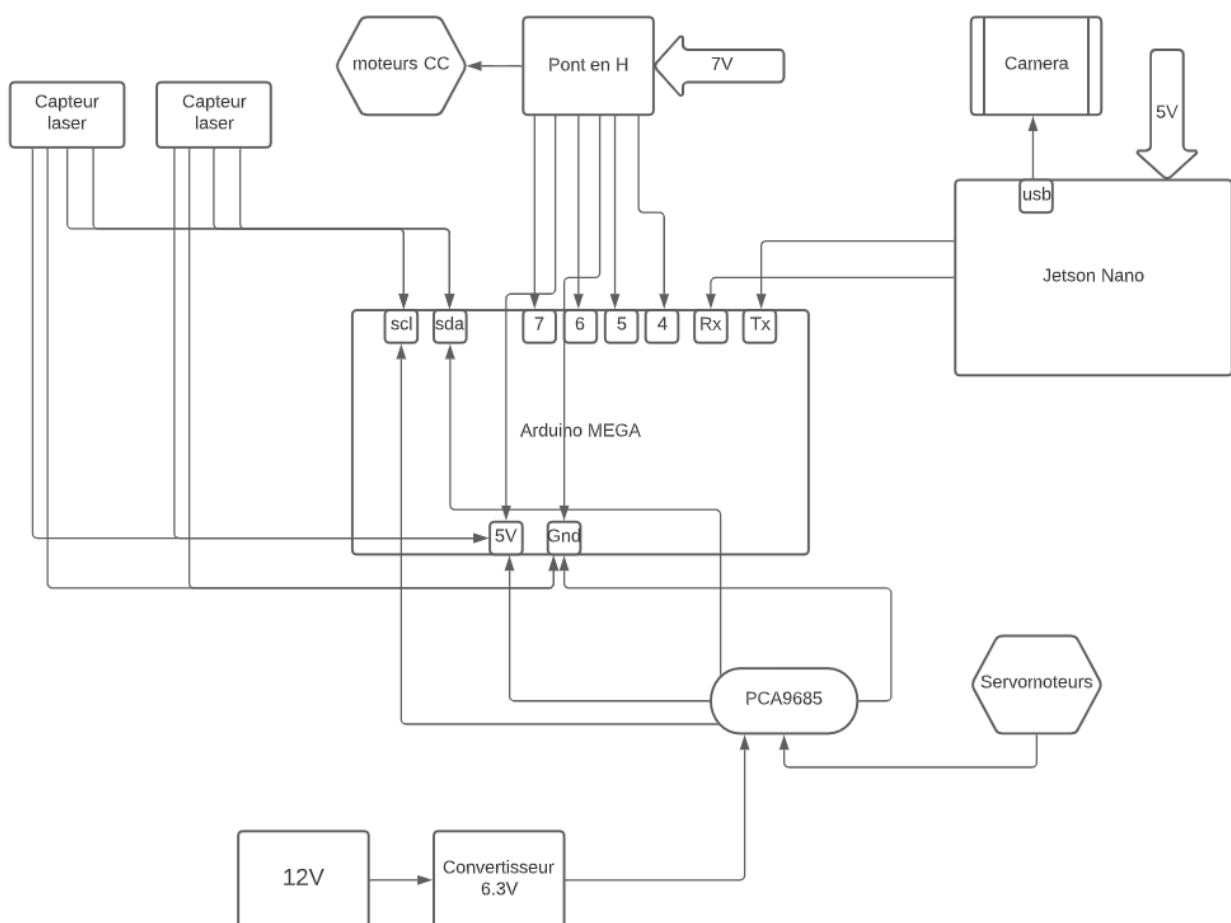 moteurs CC
Pont en H
7V
Camera
5V
Capteur
laser
Capteur
laser
usb
Jetson Nano
scl
sda
7
6
5
4
Rx
Tx
Arduino MEGA
5V
Gnd
PCA9685
Servomoteurs
12V
Convertisseur
6.3V